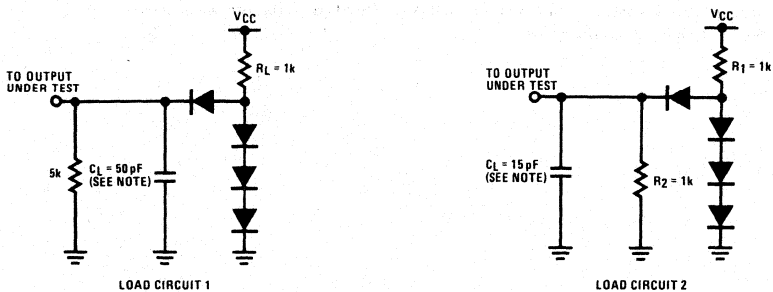 VCC
RL = 1k
TO OUTPUT
UNDER TEST
5k
CL = 50 pF
(SEE NOTE)
LOAD CIRCUIT 1
VCC
R1 = 1k
TO OUTPUT
UNDER TEST
CL = 15 pF
(SEE NOTE)
R2 = 1k
LOAD CIRCUIT 2